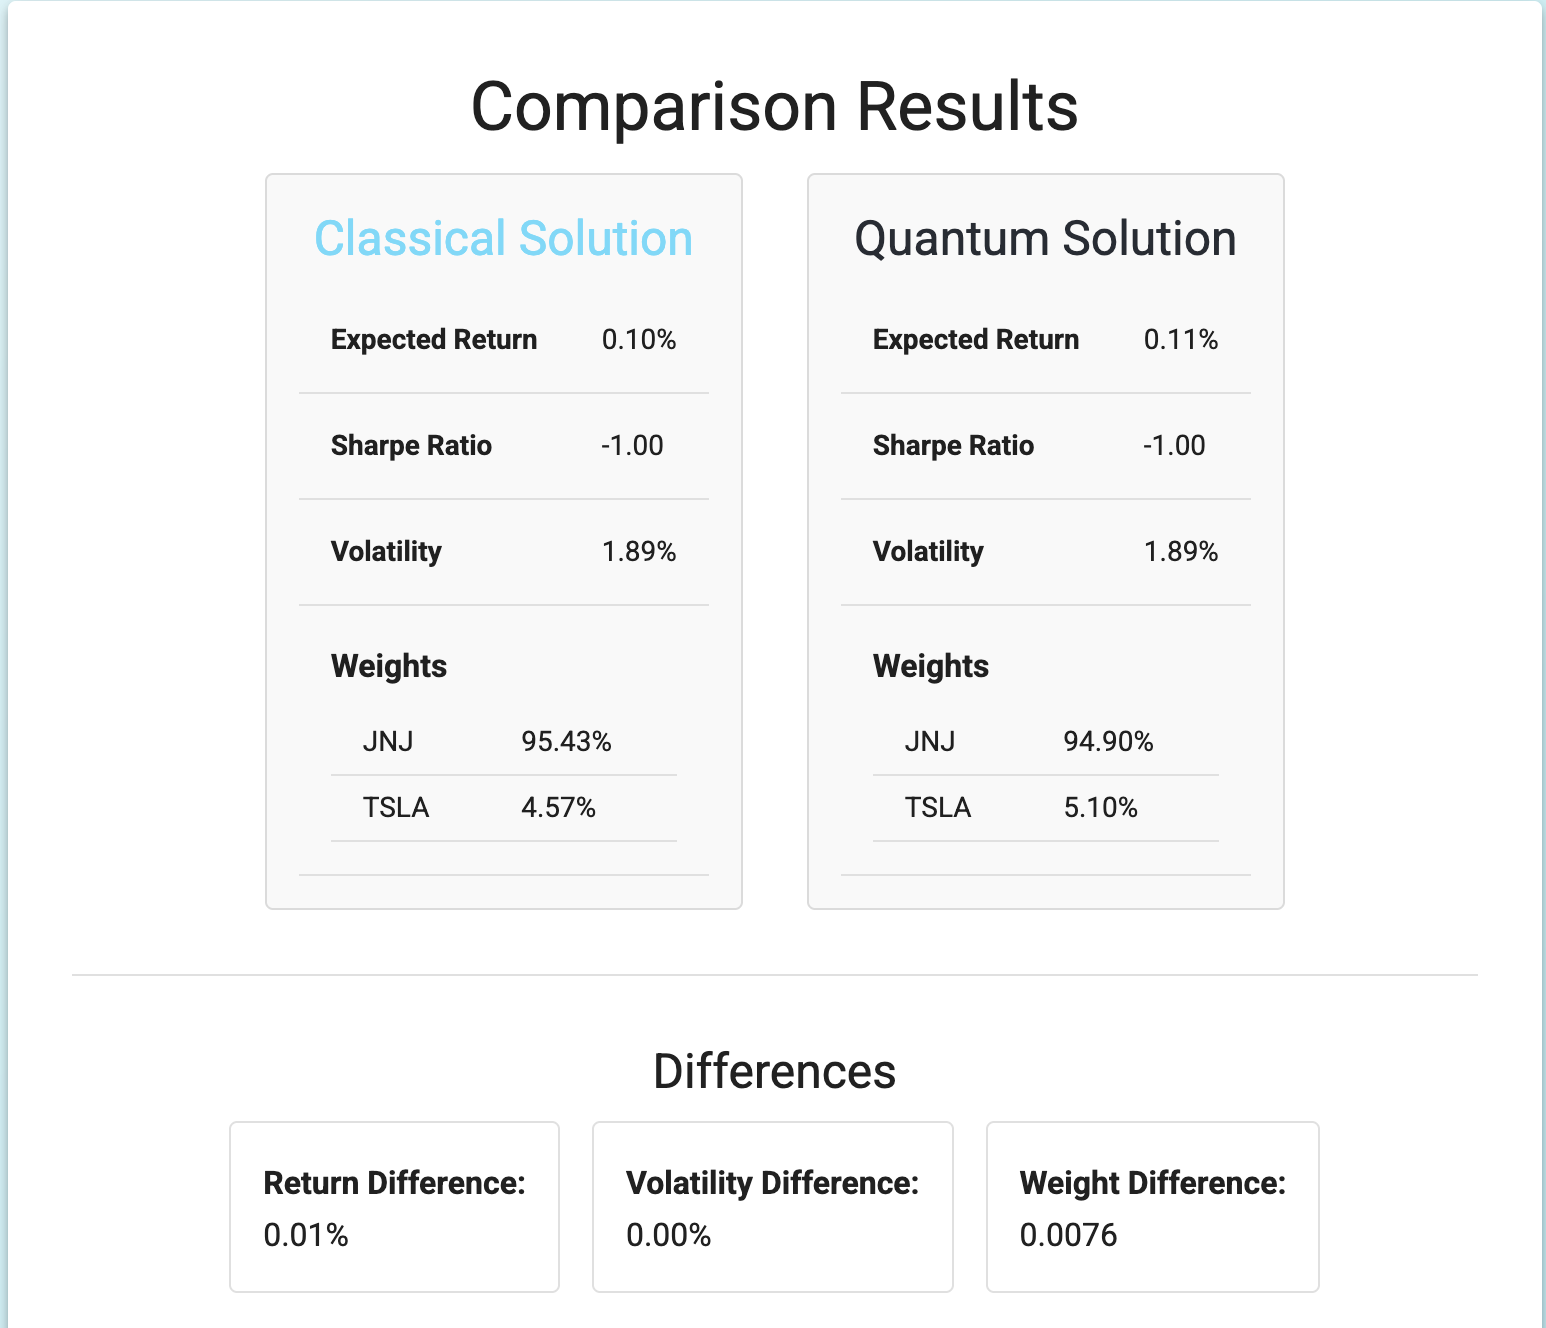 Comparison Results
Classical Solution
Expected Return 0.10%
Sharpe Ratio -1.00
Volatility 1.89%
Weights
JNJ 95.43%
TSLA 4.57%
Quantum Solution
Expected Return 0.11%
Sharpe Ratio -1.00
Volatility 1.89%
Weights
JNJ 94.90%
TSLA 5.10%
Differences
Return Difference:
0.01%
Volatility Difference:
0.00%
Weight Difference:
0.0076